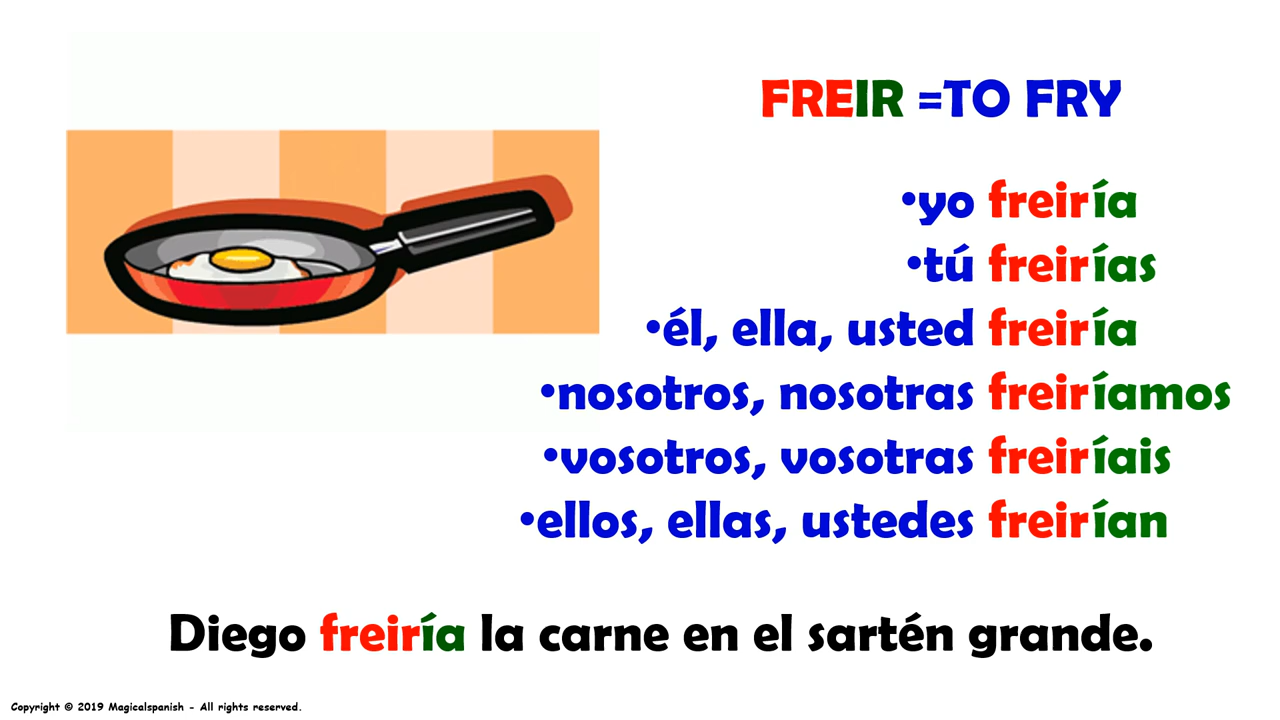 FREIR =TO FRY
•yo freiría
•tú freirías
•él, ella, usted freiría
•nosotros, nosotras freiríamos
•vosotros, vosotras freiríais
•ellos, ellas, ustedes freirían
Diego freiría la carne en el sartén grande.
Copyright © 2019 Magicalspanish - All rights reserved.